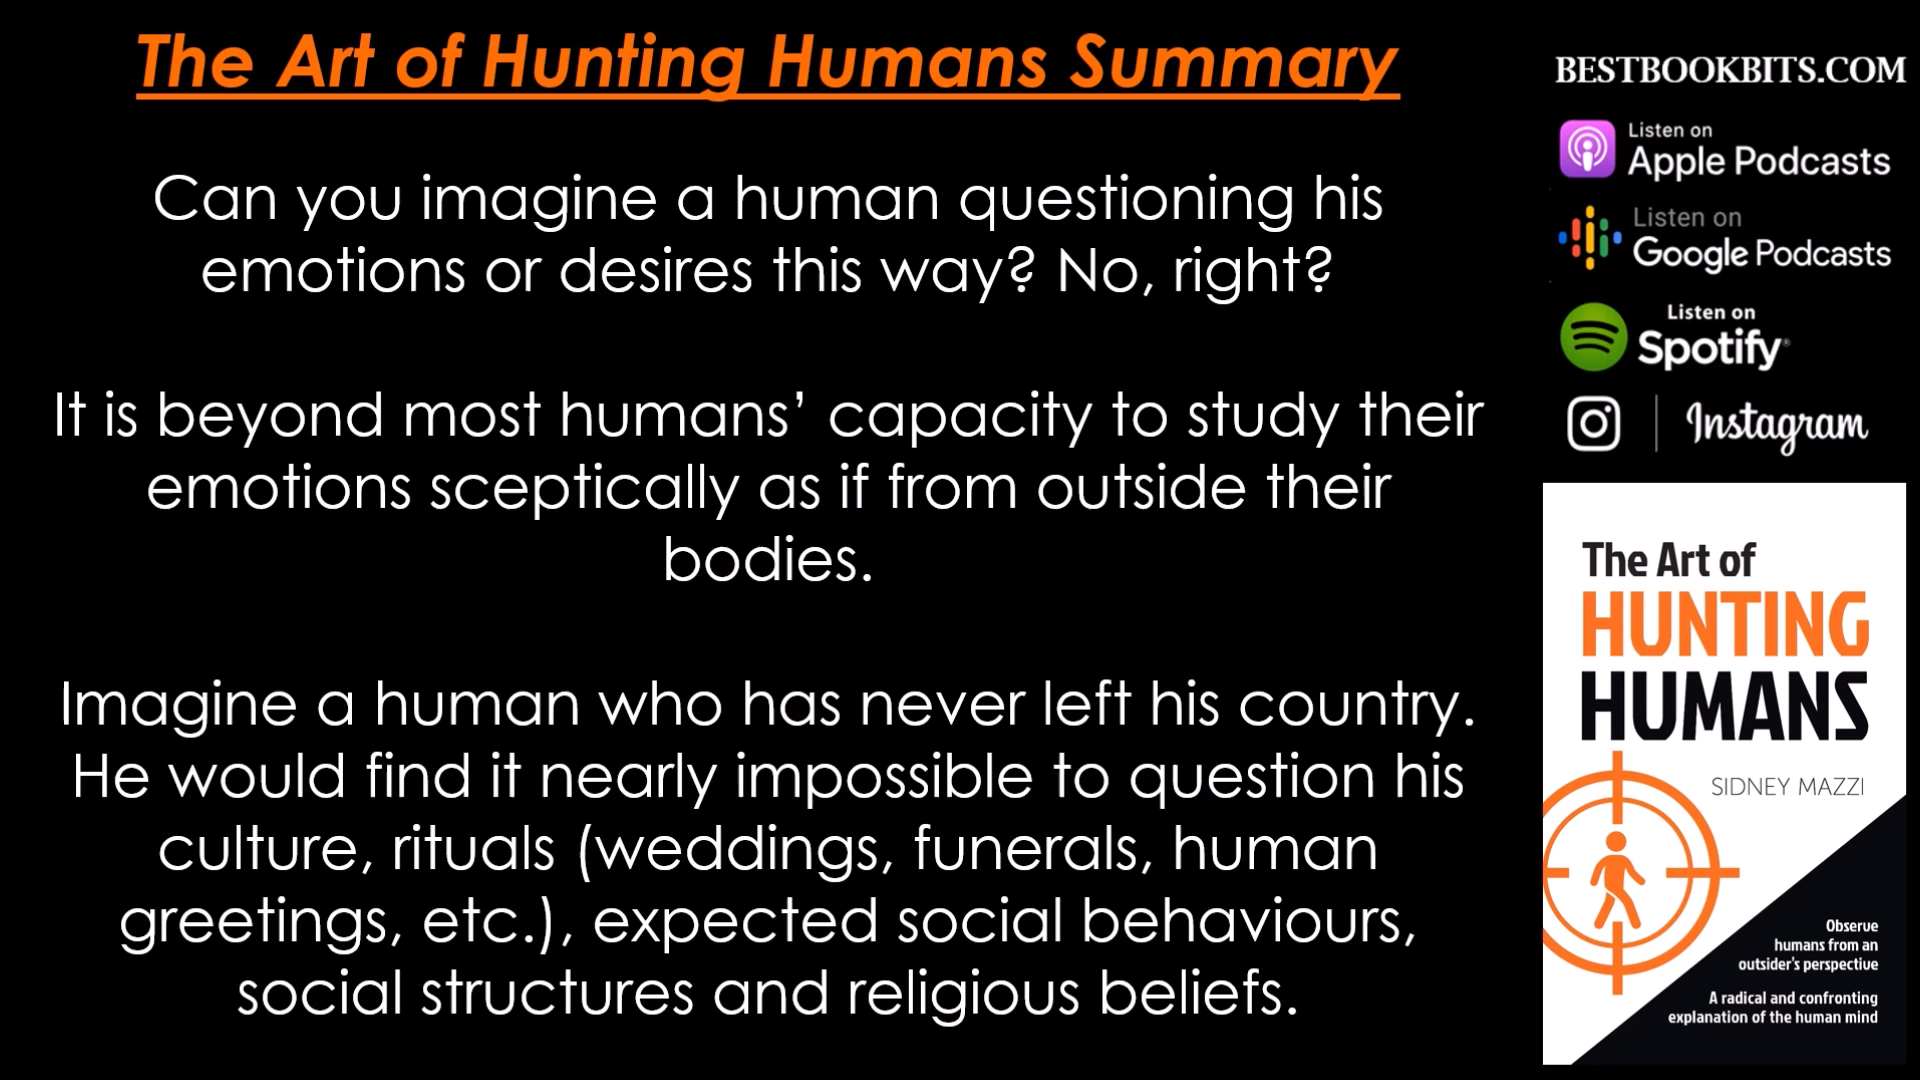 The Art of Hunting Humans Summary
Can you imagine a human questioning his
emotions or desires this way? No, right?
It is beyond most humans’ capacity to study their
emotions sceptically as if from outside their
bodies.
Imagine a human who has never left his country.
He would find it nearly impossible to question his
culture, rituals (weddings, funerals, human
greetings, etc.), expected social behaviours,
social structures and religious beliefs.
BESTBOOKBITS.COM
Listen on
Apple Podcasts
Listen on
Google Podcasts
Listen on
Spotify
Instagram
The Art of
HUNTING
HUMANS
SIDNEY MAZZI
Observe
humans from an
outsider's perspective
A radical and confronting
explanation of the human mind